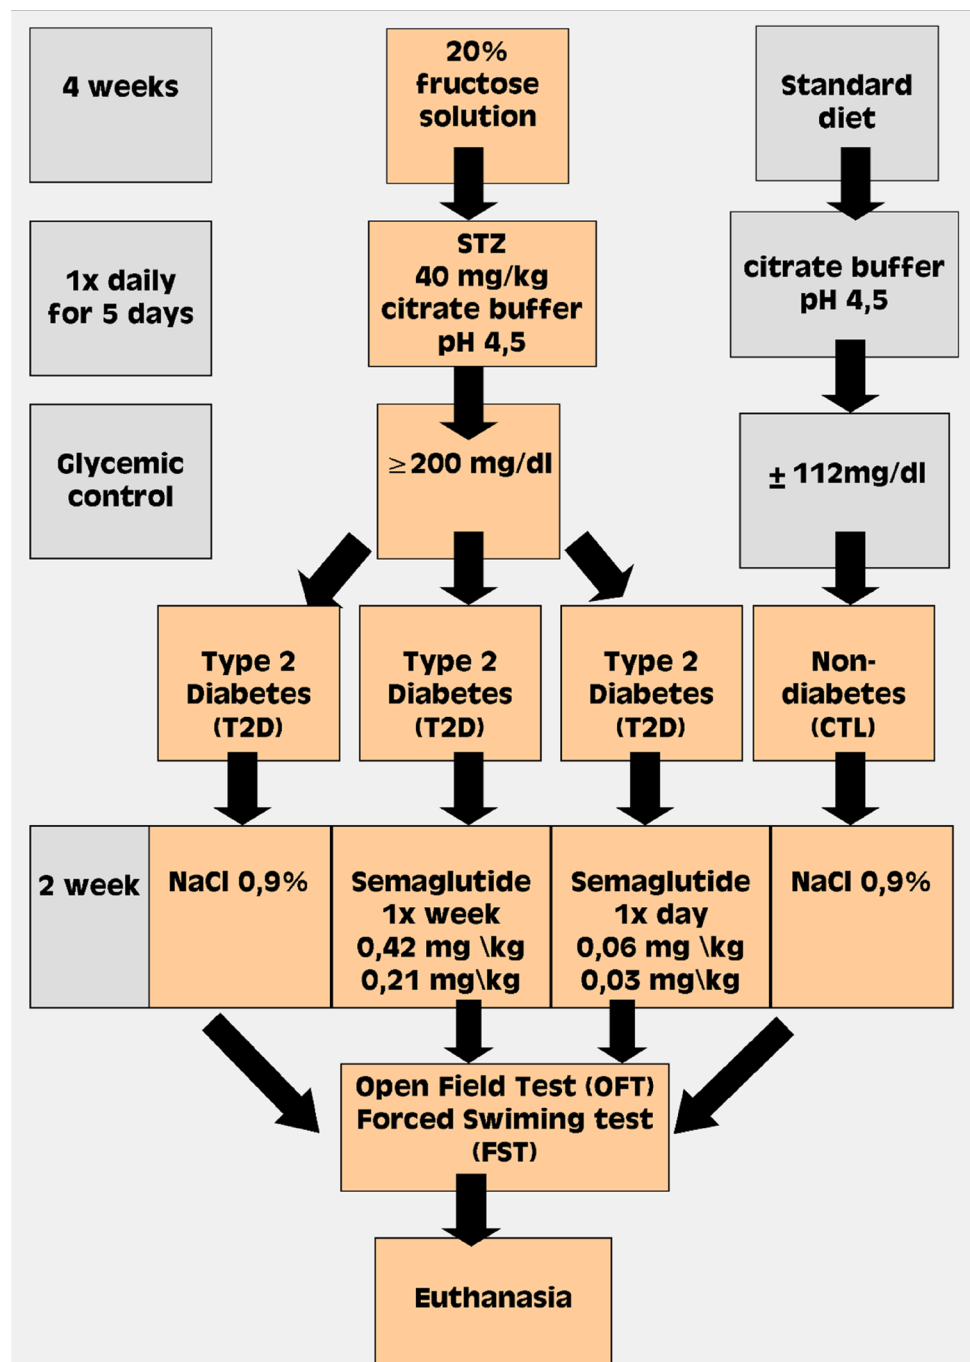 4 weeks
20%
fructose
solution
Standard
diet
1x daily
for 5 days
STZ
40 mg/kg
citrate buffer
pH 4,5
citrate buffer
pH 4,5
Glycemic
control
≥200 mg/dl
± 112mg/dl
Type 2
Diabetes
(T2D)
Type 2
Diabetes
(T2D)
Type 2
Diabetes
(T2D)
Non-
diabetes
(CTL)
2 week
NaCl 0,9%
Semaglutide
1x week
0,42 mg \kg
0,21 mg\kg
Semaglutide
1x day
0,06 mg \kg
0,03 mg\kg
NaCl 0,9%
Open Field Test (OFT)
Forced Swiming test
(FST)
Euthanasia